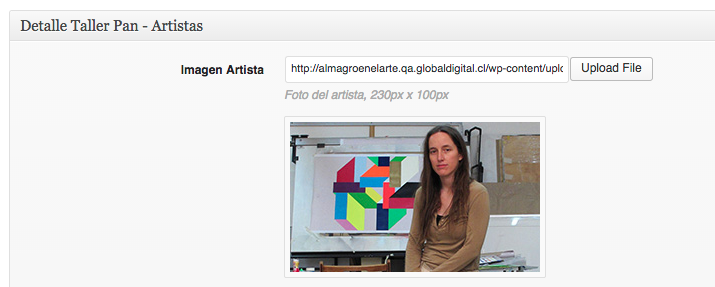 Detalle Taller Pan - Artistas
Imagen Artista
http://almagroenelarte.qa.globaldigital.cl/wp-content/uplo
Upload File
Foto del artista, 230px x 100px